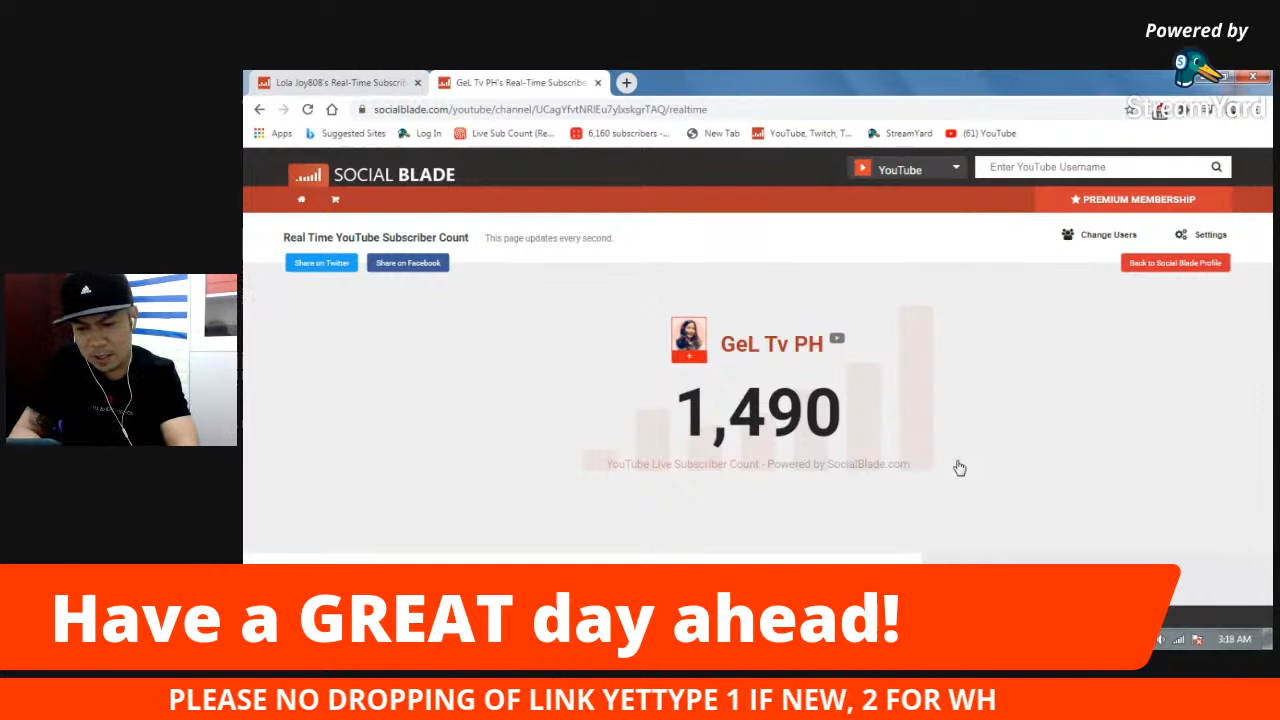 Powered by
StreamYard
Lola Joy808's Real-Time Subscrib
GeL Tv PH's Real-Time Subscribe
socialblade.com/youtube/channel/UCagYfvtNRlEu7ylxskgrTAQ/realtime
Apps
Suggested Sites
Log In
Live Sub Count (Re...
6,160 subscribers -...
New Tab
YouTube, Twitch, T...
StreamYard
(61) YouTube
SOCIAL BLADE
YouTube
Enter YouTube Username
PREMIUM MEMBERSHIP
Real Time YouTube Subscriber Count
This page updates every second.
Change Users
Settings
Share on Twitter
Share on Facebook
Back to Social Blade Profile
GeL Tv PH
1,490
YouTube Live Subscriber Count - Powered by SocialBlade.com
Have a GREAT day ahead!
3:18 AM
PLEASE NO DROPPING OF LINK YETTYPE 1 IF NEW, 2 FOR WH